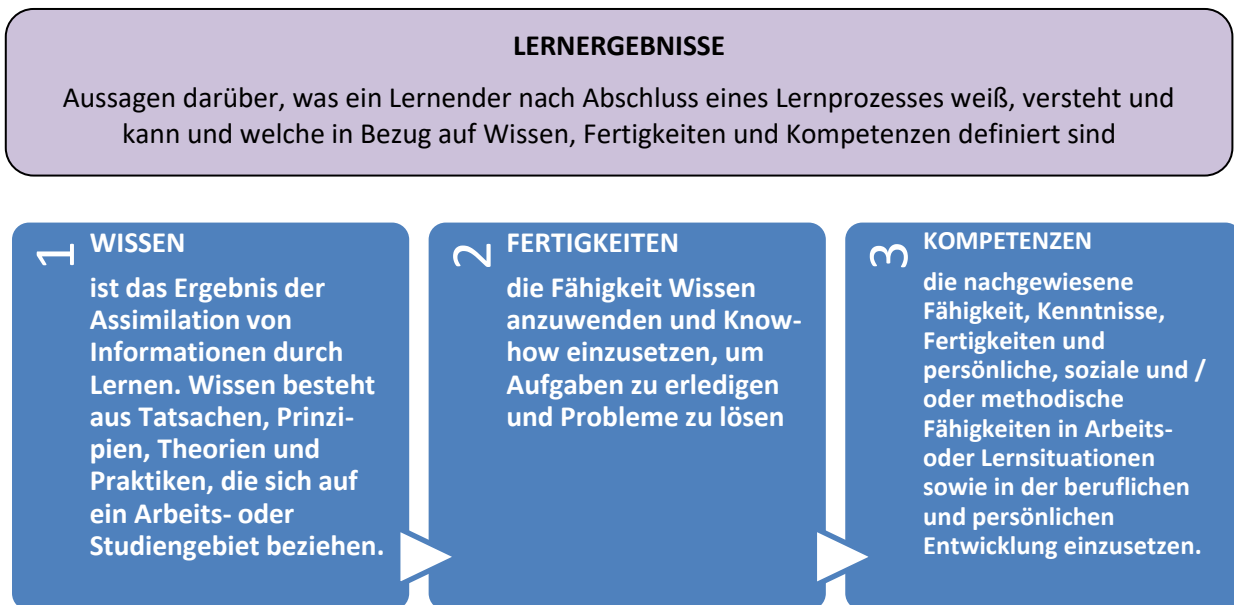 LERNERGEBNISSE
Aussagen darüber, was ein Lernender nach Abschluss eines Lernprozesses weiß, versteht und
kann und welche in Bezug auf Wissen, Fertigkeiten und Kompetenzen definiert sind
1
WISSEN
ist das Ergebnis der
Assimilation von
Informationen durch
Lernen. Wissen besteht
aus Tatsachen, Prinzi-
pien, Theorien und
Praktiken, die sich auf
ein Arbeits- oder
Studiengebiet beziehen.
2
FERTIGKEITEN
die Fähigkeit Wissen
anzuwenden und Know-
how einzusetzen, um
Aufgaben zu erledigen
und Probleme zu lösen
3
KOMPETENZEN
die nachgewiesene
Fähigkeit, Kenntnisse,
Fertigkeiten und
persönliche, soziale und /
oder methodische
Fähigkeiten in Arbeits-
oder Lernsituationen
sowie in der beruflichen
und persönlichen
Entwicklung einzusetzen.